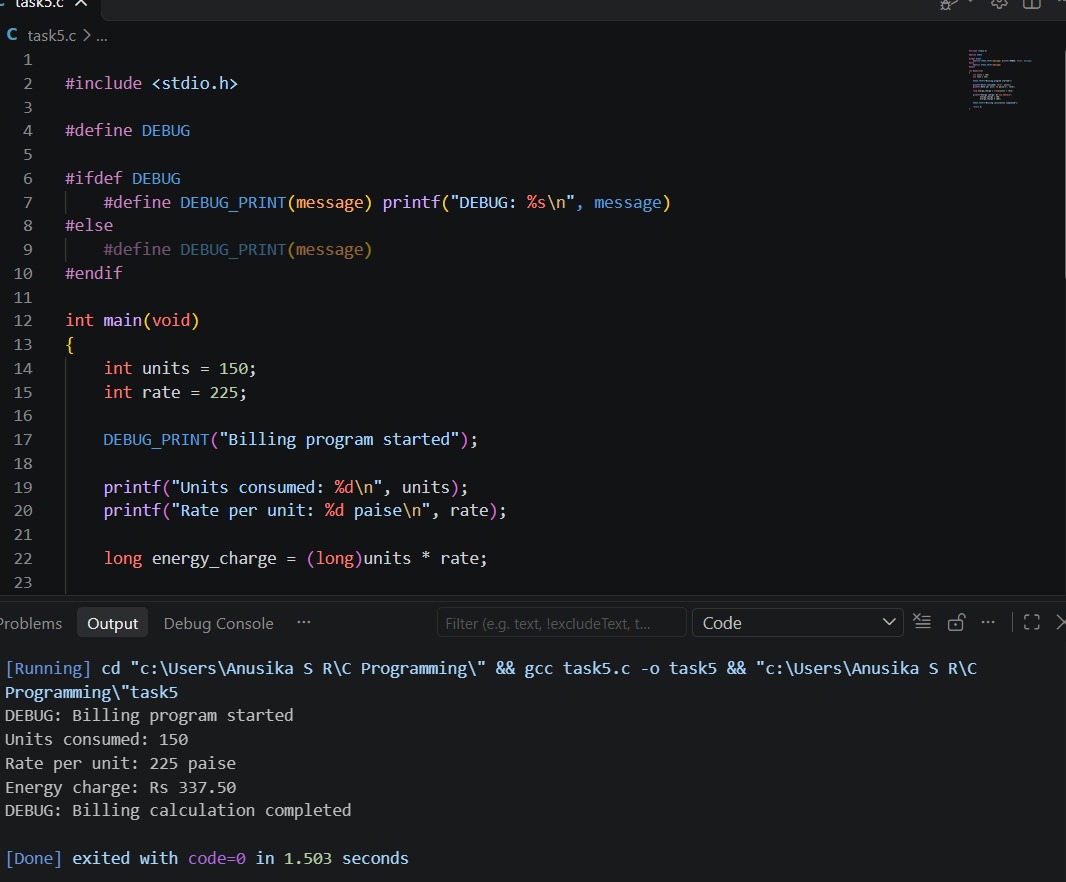 task5.c
C task5.c > ...
1
2 #include <stdio.h>
3
4 #define DEBUG
5
6 #ifdef DEBUG
7     #define DEBUG_PRINT(message) printf("DEBUG: %s\n", message)
8 #else
9     #define DEBUG_PRINT(message)
10 #endif
11
12 int main(void)
13 {
14     int units = 150;
15     int rate = 225;
16
17     DEBUG_PRINT("Billing program started");
18
19     printf("Units consumed: %d\n", units);
20     printf("Rate per unit: %d paise\n", rate);
21
22     long energy_charge = (long)units * rate;
23
Problems Output Debug Console ··· Filter (e.g. text, !excludeText, t... Code
[Running] cd "c:\Users\Anusika S R\C Programming\" && gcc task5.c -o task5 && "c:\Users\Anusika S R\C
Programming\"task5
DEBUG: Billing program started
Units consumed: 150
Rate per unit: 225 paise
Energy charge: Rs 337.50
DEBUG: Billing calculation completed
[Done] exited with code=0 in 1.503 seconds